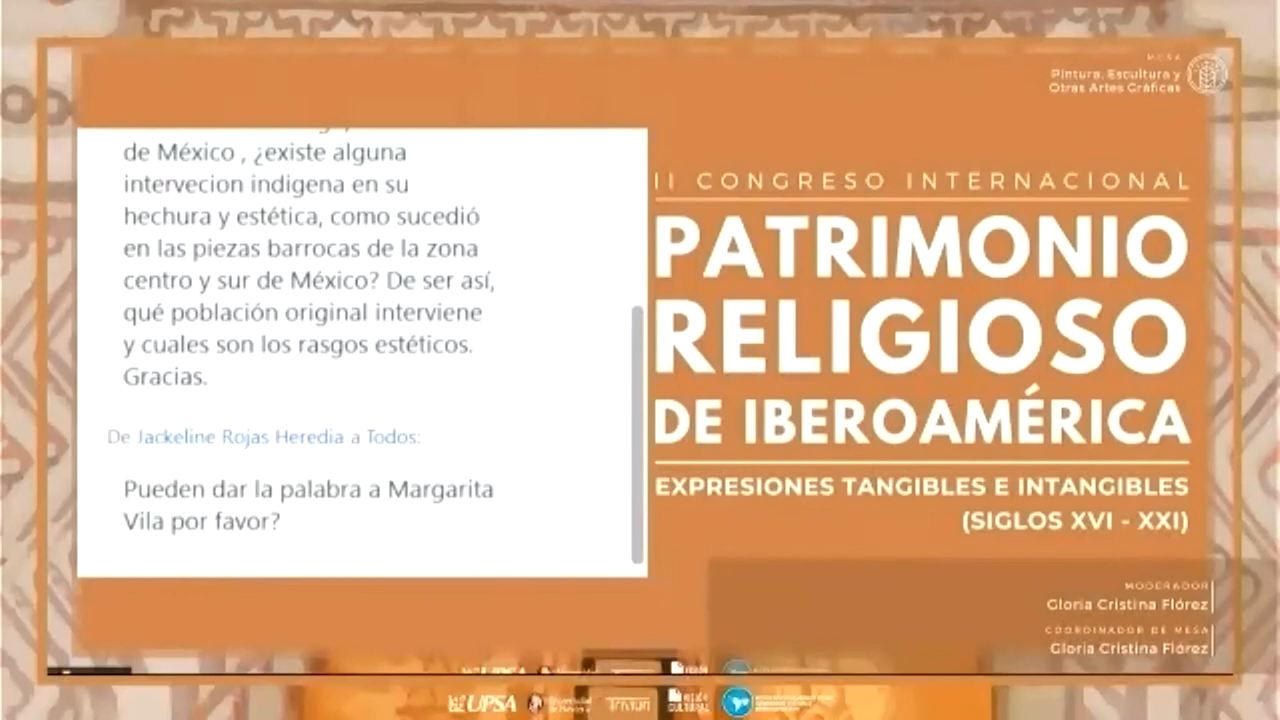 MESA
Pintura, Escultura y
Otras Artes Gráficas
de México , ¿existe alguna
intervecion indigena en su
hechura y estética, como sucedió
en las piezas barrocas de la zona
centro y sur de México? De ser así,
qué población original interviene
y cuales son los rasgos estéticos.
Gracias.
De Jackeline Rojas Heredia a Todos:
Pueden dar la palabra a Margarita
Vila por favor?
II CONGRESO INTERNACIONAL
PATRIMONIO
RELIGIOSO
DE IBEROAMÉRICA
EXPRESIONES TANGIBLES E INTANGIBLES
(SIGLOS XVI - XXI)
MODERADOR
Gloria Cristina Flórez
COORDINADOR DE MESA
Gloria Cristina Flórez
UPSA
CULTURAL